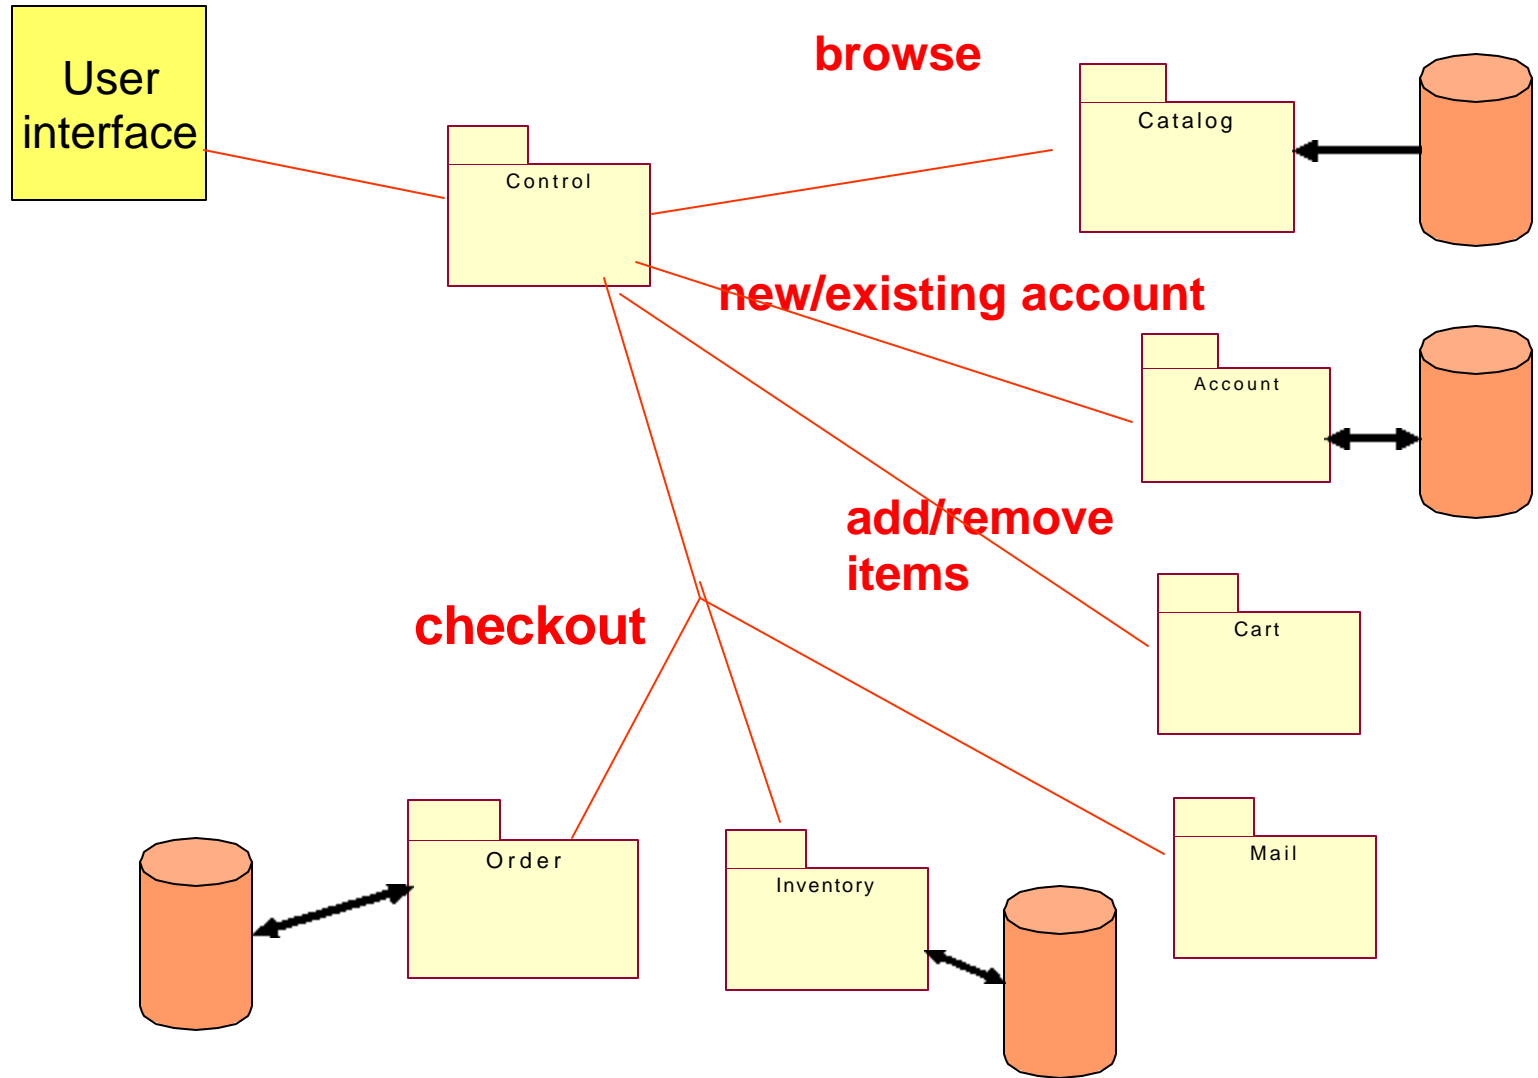 User
interface
browse
Catalog
Control
new/existing account
Account
add/remove
items
Cart
checkout
Order
Inventory
Mail